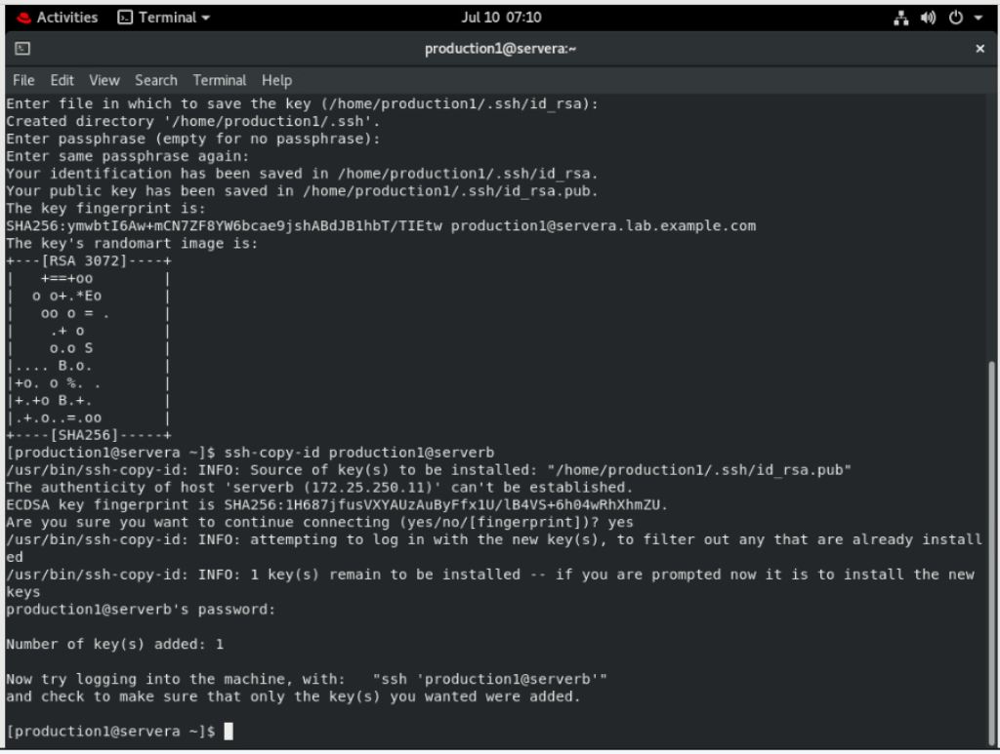 Activities Terminal Jul 10 07:10
production1@servera:~
File Edit View Search Terminal Help
Enter file in which to save the key (/home/production1/.ssh/id_rsa):
Created directory '/home/production1/.ssh'.
Enter passphrase (empty for no passphrase):
Enter same passphrase again:
Your identification has been saved in /home/production1/.ssh/id_rsa.
Your public key has been saved in /home/production1/.ssh/id_rsa.pub.
The key fingerprint is:
SHA256:ymwbtI6Aw+mCN7ZF8YW6bcae9jshABdJB1hbT/TIEtw production1@servera.lab.example.com
The key's randomart image is:
+---[RSA 3072]----+
|   +==+oo        |
|  o o+.*Eo       |
|   oo o = .      |
|    .+ o         |
|    o.o S        |
|.... B.o.        |
|+o. o %. .       |
|+.+o B.+.        |
|.+.o..=.oo       |
+----[SHA256]-----+
[production1@servera ~]$ ssh-copy-id production1@serverb
/usr/bin/ssh-copy-id: INFO: Source of key(s) to be installed: "/home/production1/.ssh/id_rsa.pub"
The authenticity of host 'serverb (172.25.250.11)' can't be established.
ECDSA key fingerprint is SHA256:1H687jfusVXYAUzAuByFfx1U/lB4VS+6h04wRhXhmZU.
Are you sure you want to continue connecting (yes/no/[fingerprint])? yes
/usr/bin/ssh-copy-id: INFO: attempting to log in with the new key(s), to filter out any that are already install
ed
/usr/bin/ssh-copy-id: INFO: 1 key(s) remain to be installed -- if you are prompted now it is to install the new
keys
production1@serverb's password:
Number of key(s) added: 1
Now try logging into the machine, with:   "ssh 'production1@serverb'"
and check to make sure that only the key(s) you wanted were added.
[production1@servera ~]$